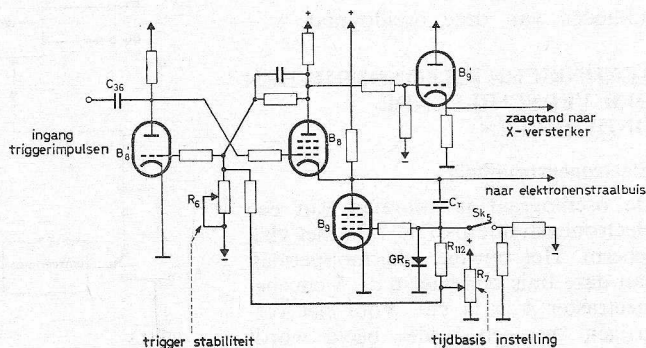 C₃₆
ingang
triggerimpulsen
B₈'
B₈
B₉'
zaagtand naar
X-versterker
naar elektronenstraalbuis
R₆
B₉
C_T
Sk₅
GR₅
R₁₁₂
R₇
trigger stabiliteit
tijdbasis instelling